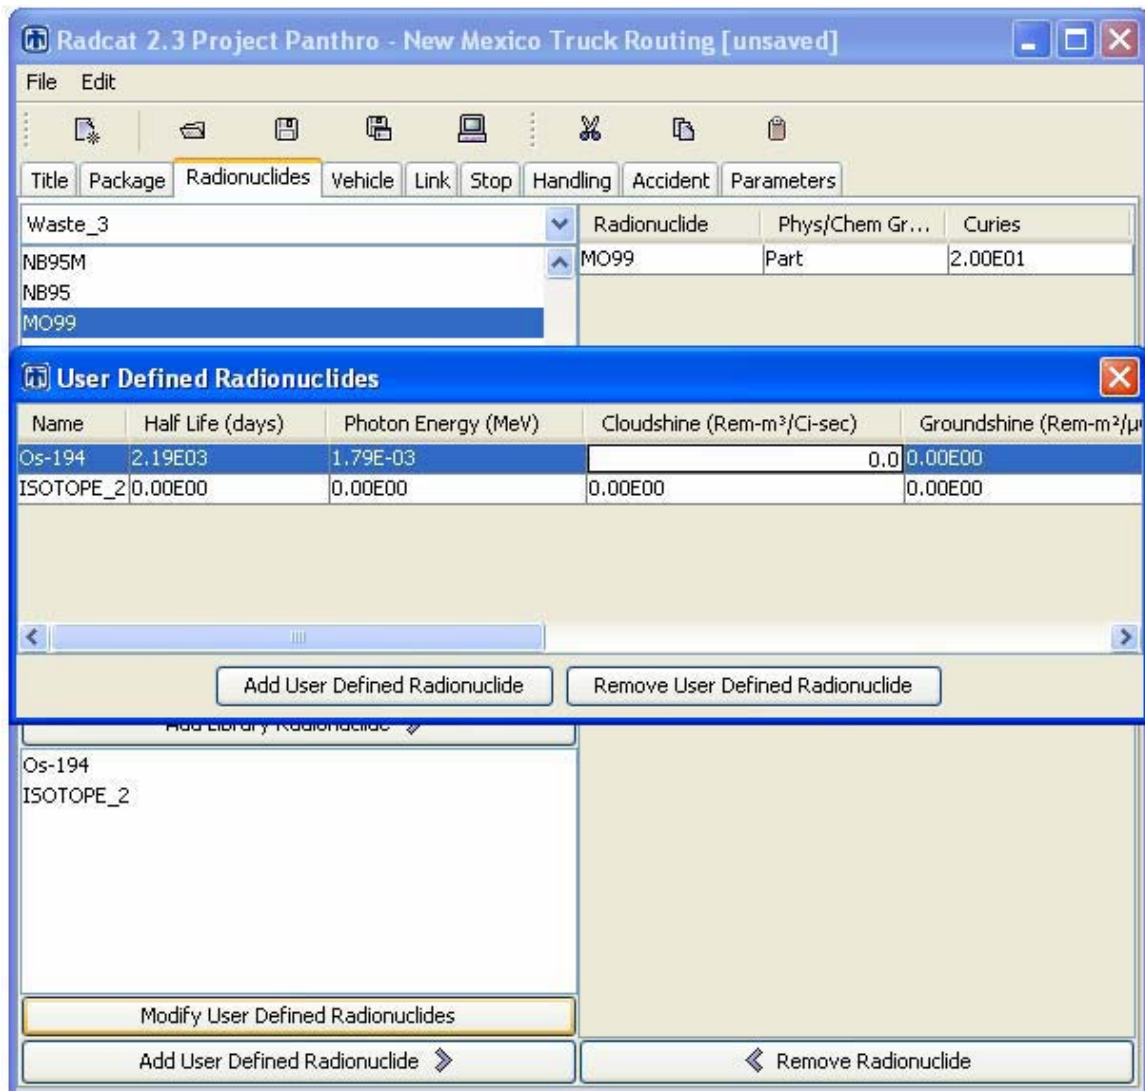 Radcat 2.3 Project Panthro - New Mexico Truck Routing [unsaved]
File Edit
Title Package Radionuclides Vehicle Link Stop Handling Accident Parameters
Waste_3
Radionuclide Phys/Chem Gr... Curies
NB95M
MO99 Part 2.00E01
NB95
MO99
User Defined Radionuclides
Name Half Life (days) Photon Energy (MeV) Cloudshine (Rem-m³/Ci-sec) Groundshine (Rem-m²/μ
Os-194 2.19E03 1.79E-03 0.0 0.00E00
ISOTOPE_2 0.00E00 0.00E00 0.00E00 0.00E00
Add User Defined Radionuclide Remove User Defined Radionuclide
Add Library Radionuclide
Os-194
ISOTOPE_2
Modify User Defined Radionuclides
Add User Defined Radionuclide Remove Radionuclide